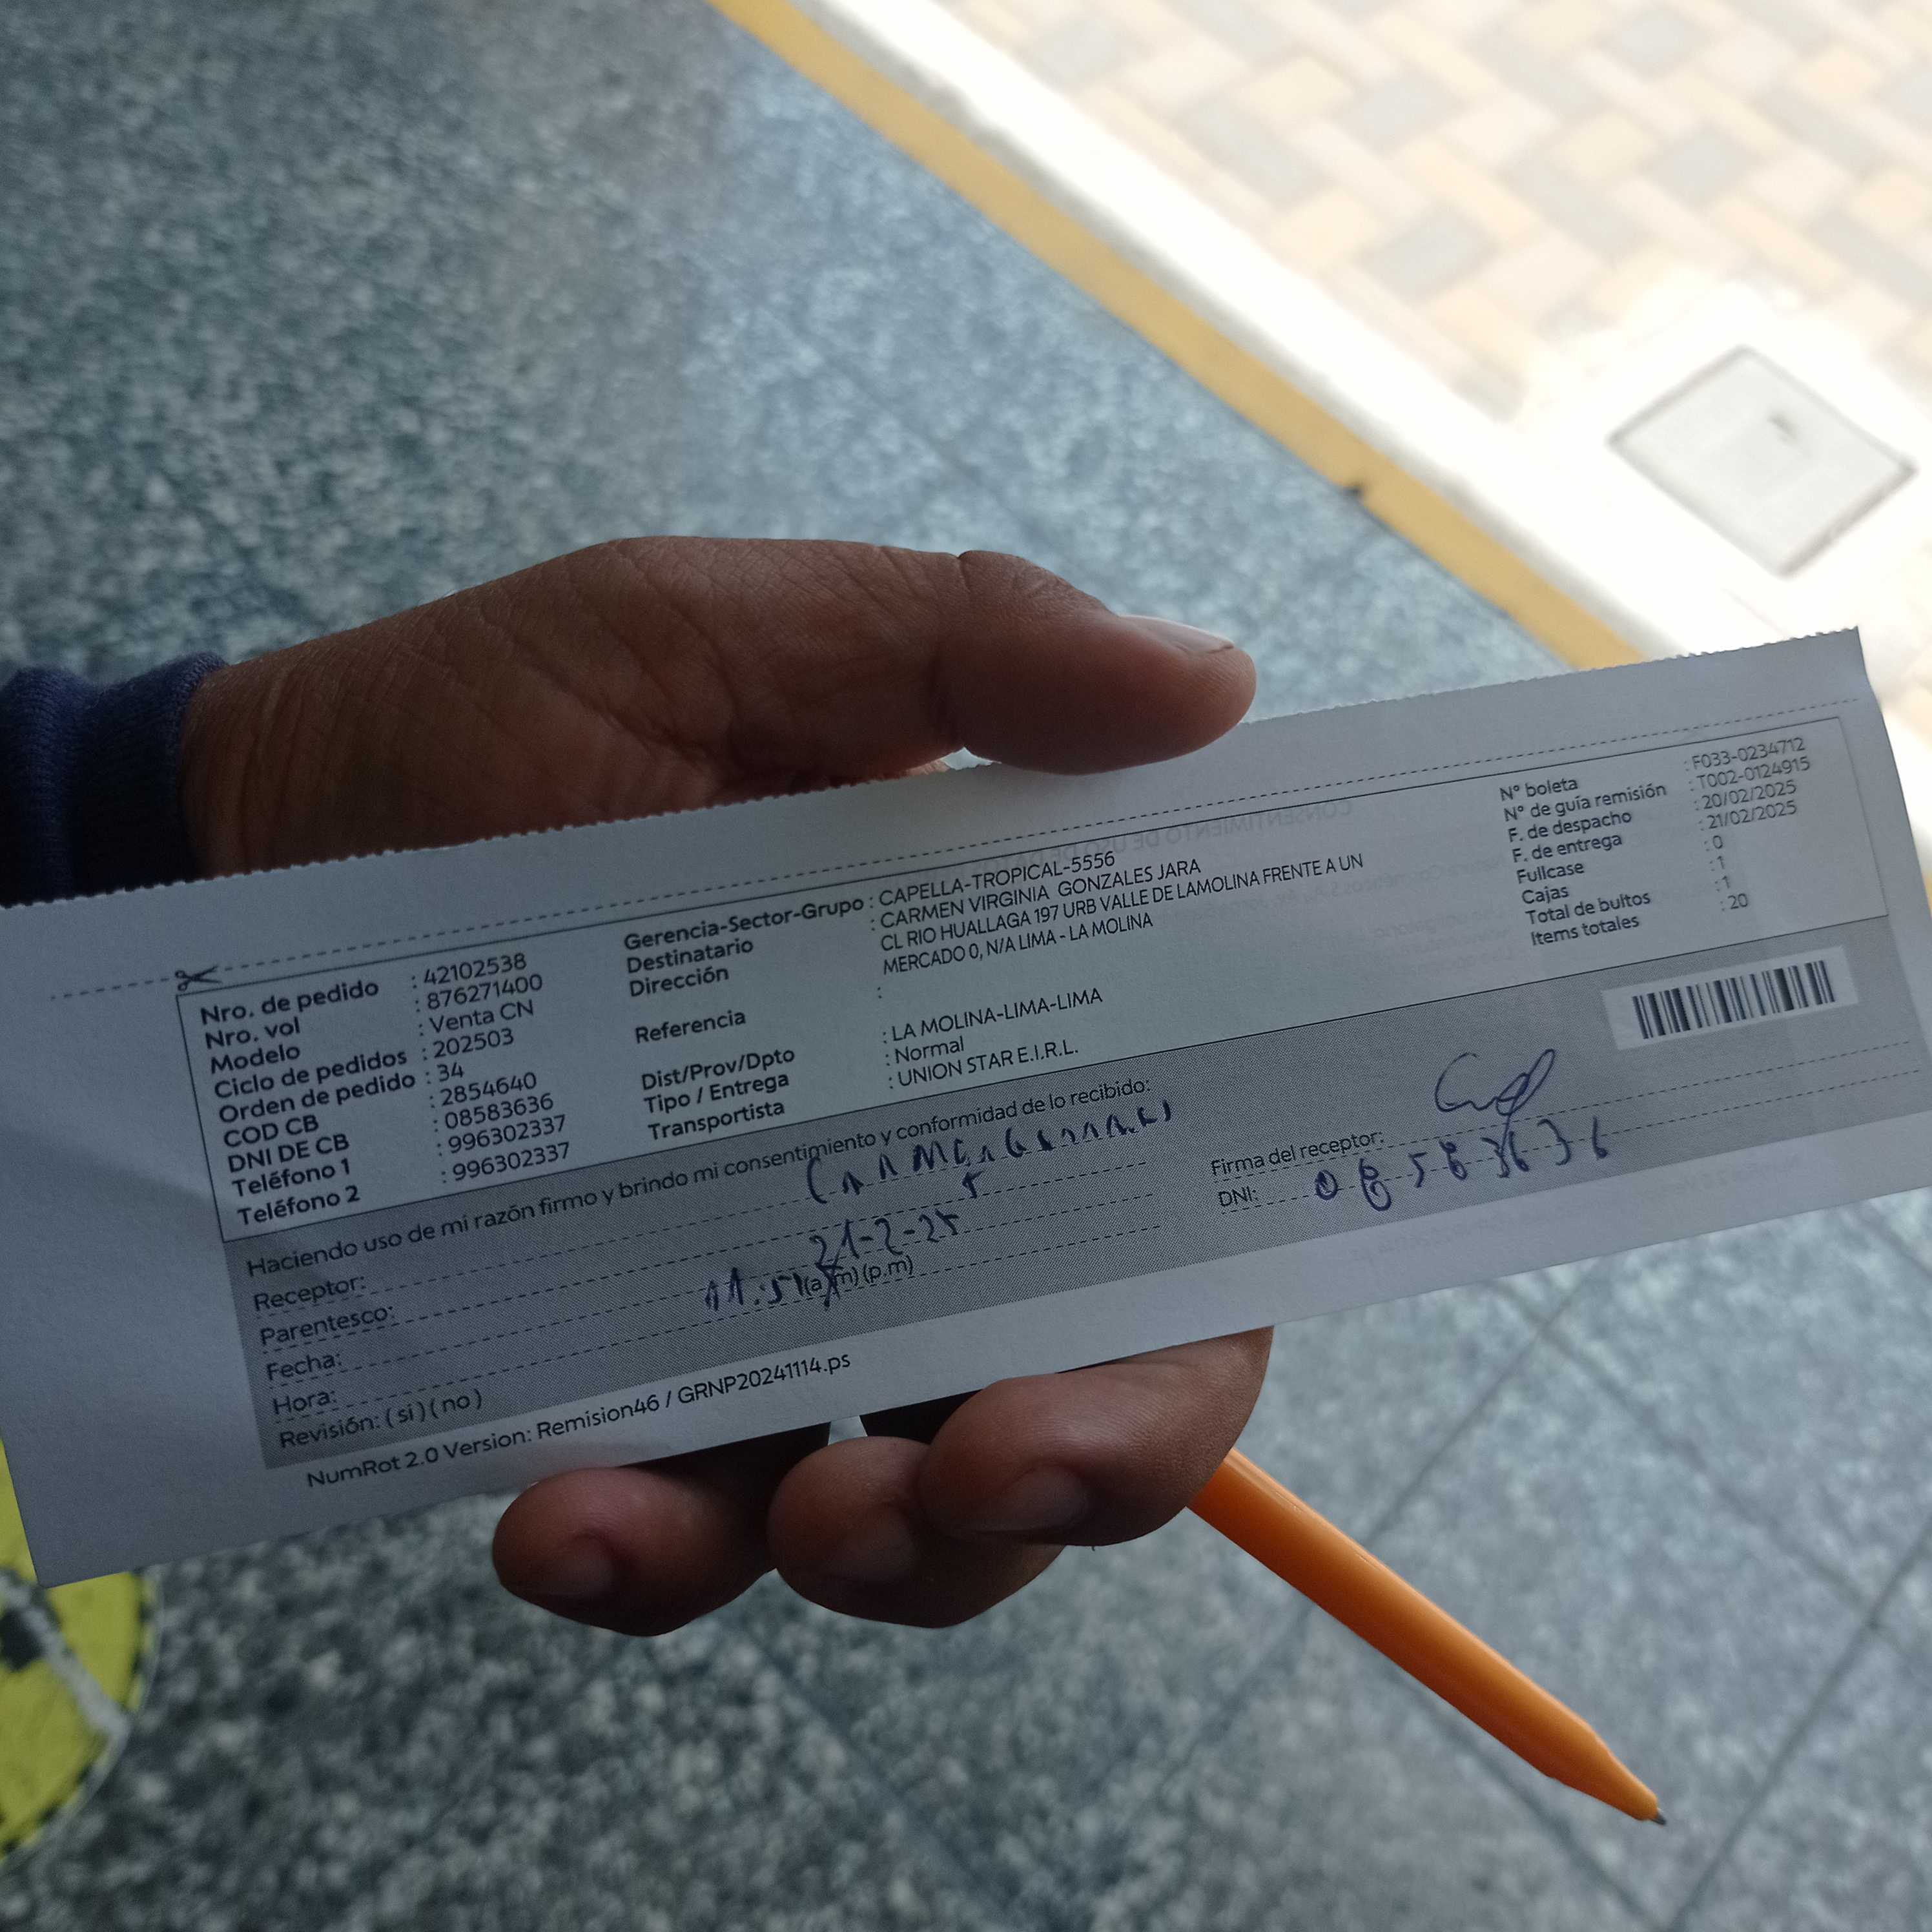 Nro. de pedido : 42102538
Nro. vol : 876271400
Modelo : Venta CN
Ciclo de pedidos : 202503
Orden de pedido : 34
COD CB : 2854640
DNI DE CB : 08583636
Teléfono 1 : 996302337
Teléfono 2 : 996302337
Gerencia-Sector-Grupo : CAPELLA-TROPICAL-5556
Destinatario : CARMEN VIRGINIA GONZALES JARA
Dirección CL RIO HUALLAGA 197 URB VALLE DE LAMOLINA FRENTE A UN
MERCADO 0, N/A LIMA - LA MOLINA
Referencia :
Dist/Prov/Dpto : LA MOLINA-LIMA-LIMA
Tipo / Entrega : Normal
Transportista : UNION STAR E.I.R.L.
N° boleta : F033-0234712
N° de guía remisión : T002-0124915
F. de despacho : 20/02/2025
F. de entrega : 21/02/2025
Fullcase : 0
Cajas : 1
Total de bultos : 1
Items totales : 20
Haciendo uso de mi razón firmo y brindo mi consentimiento y conformidad de lo recibido:
Receptor:
Parentesco:
Fecha: 21-2-25
Hora: 11:51 (a.m) (p.m)
Revisión: ( si ) ( no )
Firma del receptor:
DNI: 08583636
NumRot 2.0 Version: Remision46 / GRNP20241114.ps